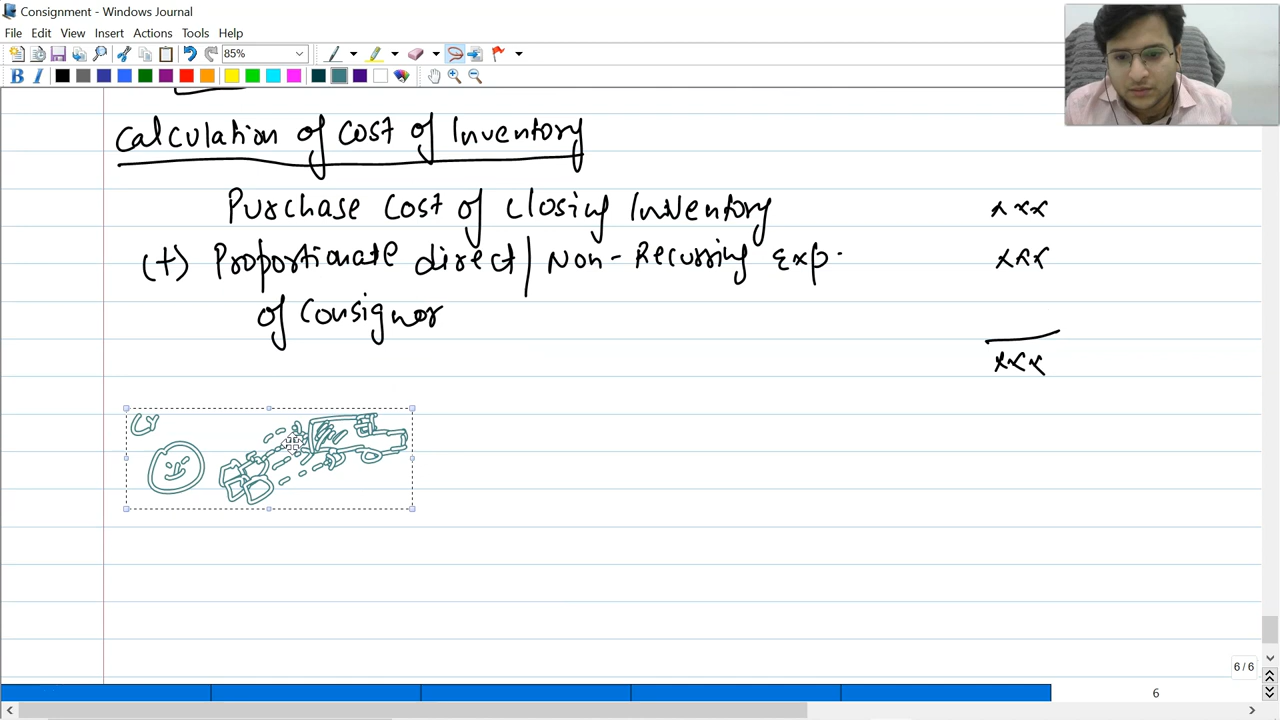 Consignment - Windows Journal
File Edit View Insert Actions Tools Help
85%
B I
Calculation of Cost of Inventory
Purchase Cost of Closing Inventory xxx
(+) Proportionate direct | Non-Recurring Exp. xxx
of Consignor
xxx
6 / 6
6